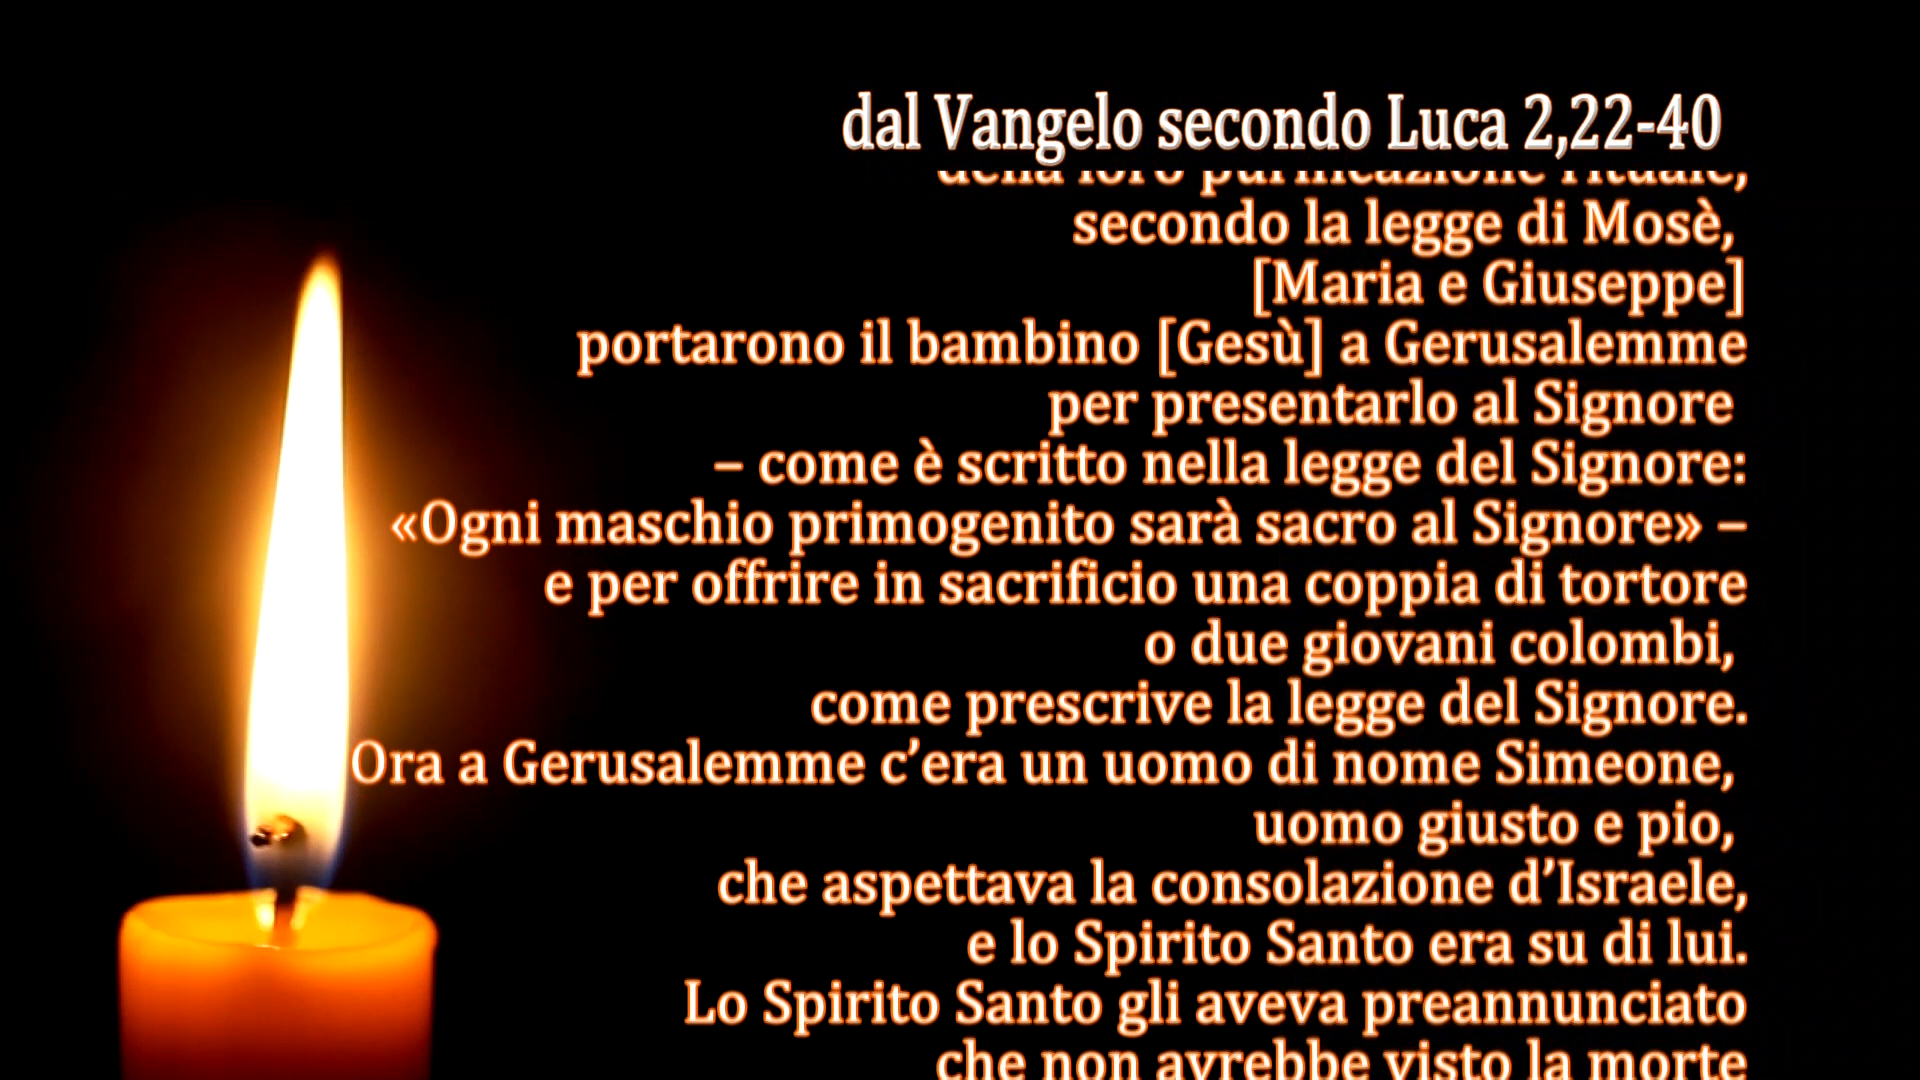 dal Vangelo secondo Luca 2,22-40
della loro purificazione rituale,
secondo la legge di Mosè,
[Maria e Giuseppe]
portarono il bambino [Gesù] a Gerusalemme
per presentarlo al Signore
– come è scritto nella legge del Signore:
«Ogni maschio primogenito sarà sacro al Signore» –
e per offrire in sacrificio una coppia di tortore
o due giovani colombi,
come prescrive la legge del Signore.
Ora a Gerusalemme c’era un uomo di nome Simeone,
uomo giusto e pio,
che aspettava la consolazione d’Israele,
e lo Spirito Santo era su di lui.
Lo Spirito Santo gli aveva preannunciato
che non avrebbe visto la morte